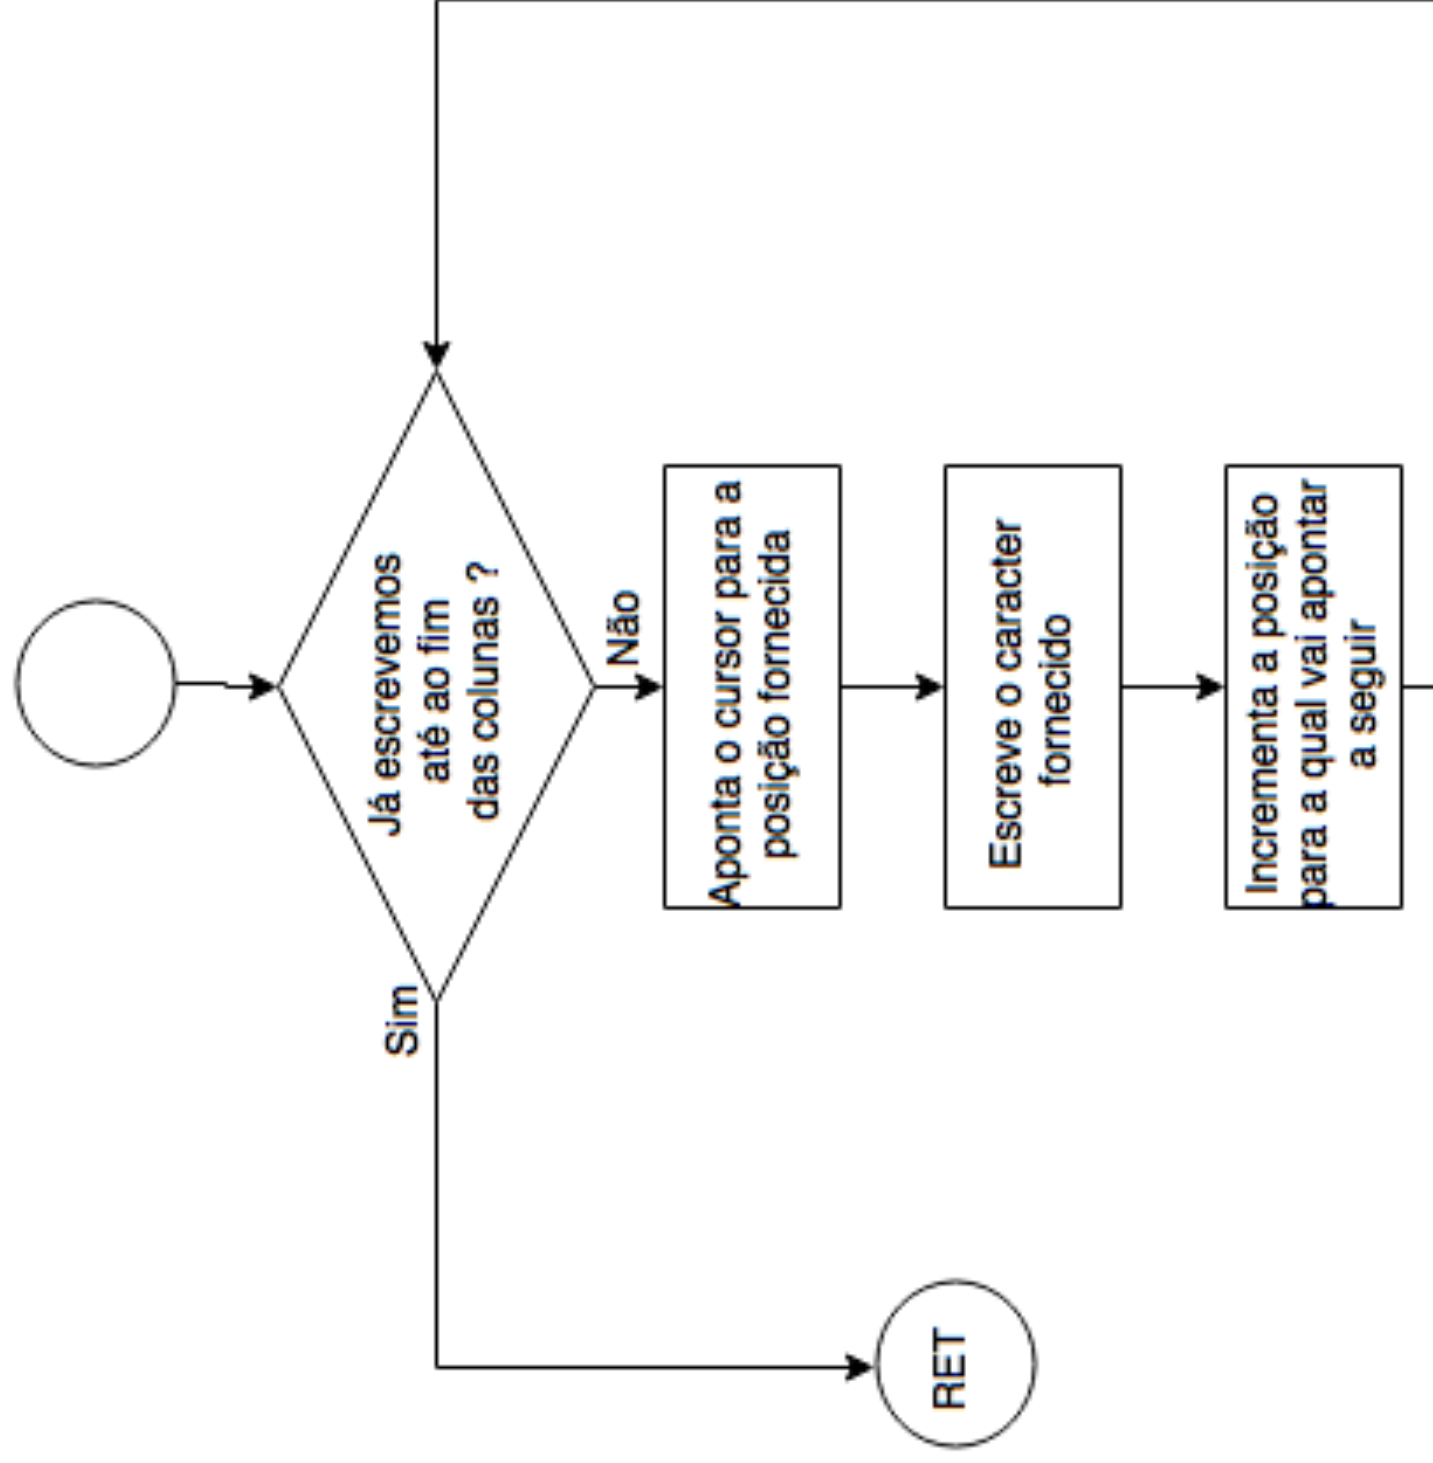 Já escrevemos
até ao fim
das colunas ?
Sim
Não
Aponta o cursor para a
posição fornecida
Escreve o caracter
fornecido
Incrementa a posição
para a qual vai apontar
a seguir
RET